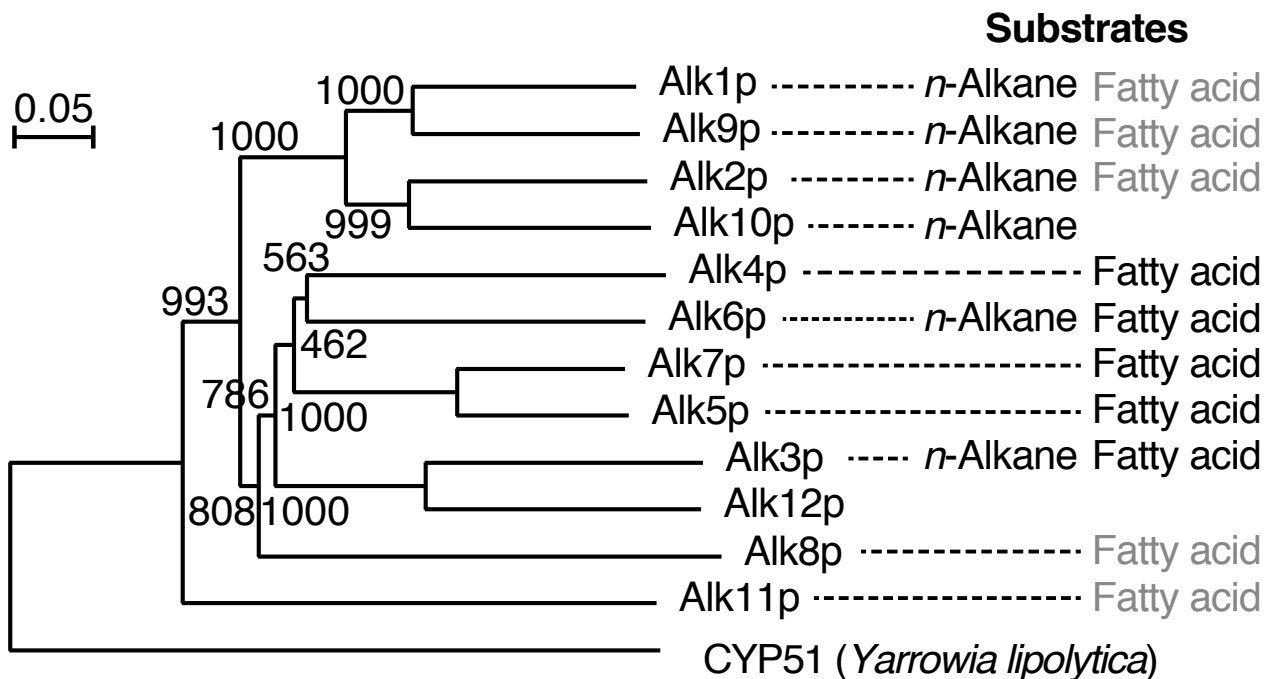 Substrates
0.05
1000 Alk1p n-Alkane Fatty acid
1000 Alk9p n-Alkane Fatty acid
Alk2p n-Alkane Fatty acid
999 Alk10p n-Alkane
563 Alk4p Fatty acid
993 Alk6p n-Alkane Fatty acid
462 Alk7p Fatty acid
786 1000 Alk5p Fatty acid
Alk3p n-Alkane Fatty acid
808 1000 Alk12p
Alk8p Fatty acid
Alk11p Fatty acid
CYP51 (Yarrowia lipolytica)